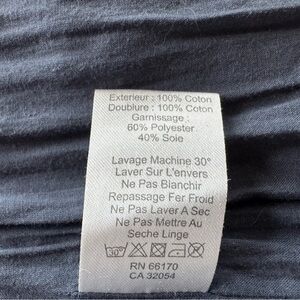 Exterieur : 100% Coton
Doublure : 100% Coton
Garnissage :
60% Polyester
40% Soie
Lavage Machine 30°
Laver Sur L'envers
Ne Pas Blanchir
Repassage Fer Froid
Ne Pas Laver A Sec
Ne Pas Mettre Au
Seche Linge
RN 66170
CA 32054